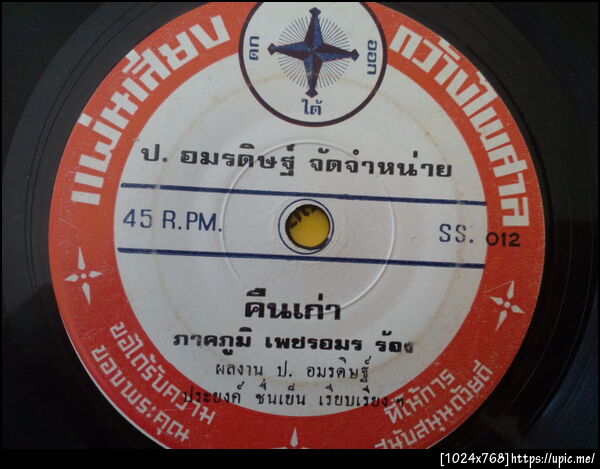 แผ่นเสียง กว้างไพศาล
ตก ออก
ใต้
ป. อมรดิษฐ์ จัดจำหน่าย
45 R.P.M. SS. 012
คืนเก่า
ภาคภูมิ เพชรอมร ร้อง
ผลงาน ป. อมรดิษฐ์
ประยงค์ ชื่นเย็น เรียบเรียง ฯ
ขอได้รับความ
ขอบพระคุณ
ที่ให้การ
สนับสนุนด้วยดี
[1024x768]https://upic.me/